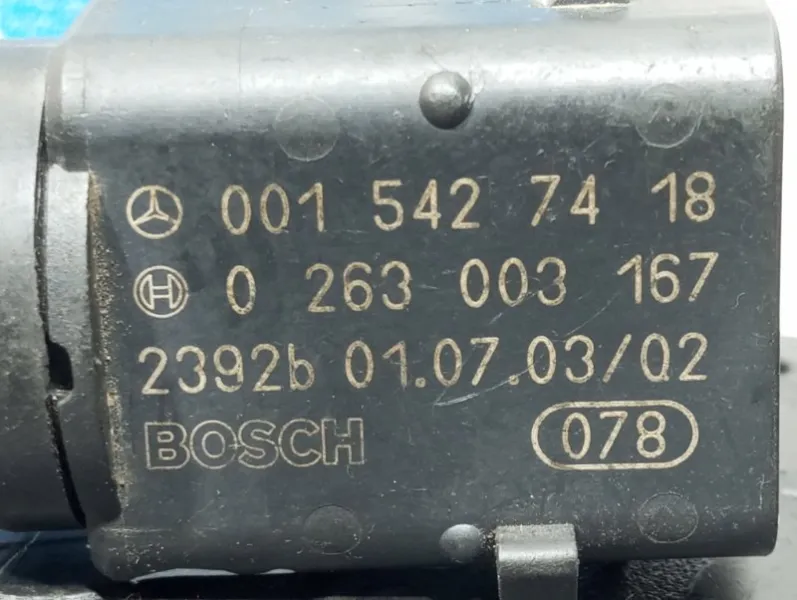 001 542 74 18
0 263 003 167
2392b 01.07.03/02
BOSCH 078